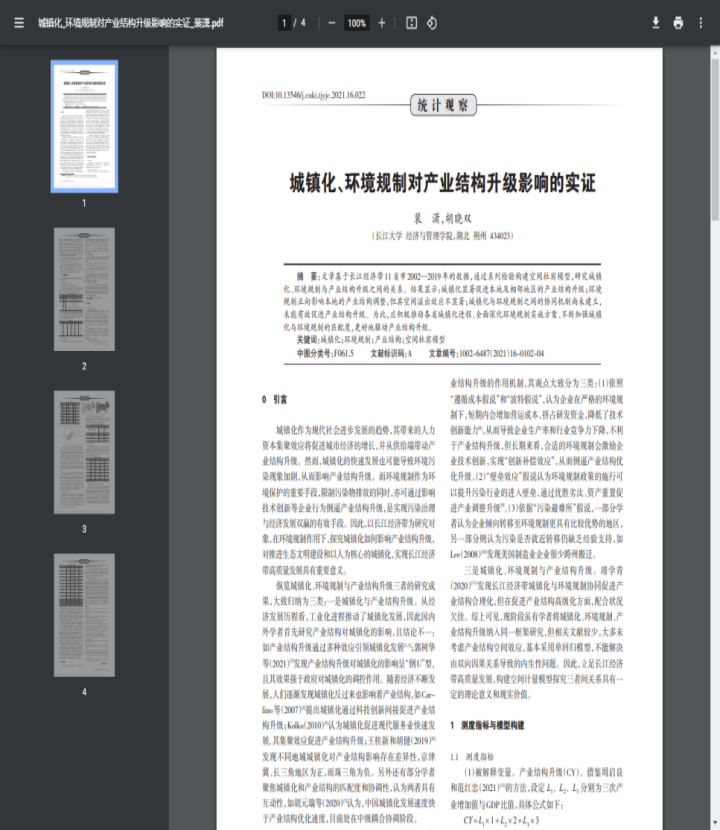 城镇化_环境规制对产业结构升级影响的实证_裴潇.pdf
1 / 4
100%
1
2
3
4
DOI:10.13546/j.cnki.tjyjc.2021.16.022
统计观察
城镇化、环境规制对产业结构升级影响的实证
裴 潇,胡晓双
(长江大学 经济与管理学院,湖北 荆州 434023)
摘 要:文章基于长江经济带11省市2002—2019年的数据,通过系列检验构建空间杜宾模型,研究城镇
化、环境规制与产业结构升级之间的关系。结果显示:城镇化显著促进本地及相邻地区的产业结构升级;环境
规制正向影响本地的产业结构调整,但其空间溢出效应不显著;城镇化与环境规制之间的协同机制尚未建立,
未能有效促进产业结构升级。为此,应积极推动各省城镇化进程、全面深化环境规制实施方案、不断加强城镇
化与环境规制的匹配度,更好地驱动产业结构升级。
关键词:城镇化;环境规制;产业结构;空间杜宾模型
中图分类号:F061.5 文献标识码:A 文章编号:1002-6487(2021)16-0102-04
0 引言
城镇化作为现代社会进步发展的趋势,其带来的人力
资本集聚效应将促进城市经济的增长,并从供给端带动产
业结构升级。然而,城镇化的快速发展也可能导致环境污
染现象加剧,从而影响产业结构升级。而环境规制作为环
境保护的重要手段,限制污染物排放的同时,亦可通过影响
技术创新等企业行为倒逼产业结构升级,是实现污染治理
与经济发展双赢的有效手段。因此,以长江经济带为研究对
象,在环境规制作用下,探究城镇化如何影响产业结构升级,
对推进生态文明建设和以人为核心的城镇化,实现长江经济
带高质量发展具有重要意义。
纵览城镇化、环境规制与产业结构升级三者的研究成
果,大致归纳为三类:一是城镇化与产业结构升级。从经
济发展历程看,工业化进程推动了城镇化发展,因此国内
外学者首先研究产业结构对城镇化的影响,且结论不一:
如产业结构升级通过多种效应引领城镇化发展[1,2];郭树华
等(2021)[3]发现产业结构升级对城镇化的影响呈“倒U”型,
且其效果强于政府对城镇化的调控作用。随着经济不断发
展,人们逐渐发现城镇化反过来也影响着产业结构,如Car-
lino等(2007)[4]提出城镇化通过科技创新间接促进产业结
构升级;Kolko(2010)[5]认为城镇化促进现代服务业快速发
展,其集聚效应促进产业结构升级;王桂新和胡健(2019)[6]
发现不同地域城镇化对产业结构影响存在差异性,京津
冀、长三角地区为正,而珠三角为负。另外还有部分学者
聚焦城镇化和产业结构的匹配度和协调性,认为两者具有
互动性,如胡元瑞等(2020)[7]认为,中国城镇化发展速度快
于产业结构优化速度,目前处在中级耦合协调阶段。
业结构升级的作用机制,其观点大致分为三类:(1)依照
“遵循成本假说”和“波特假说”,认为企业在严格的环境规
制下,短期内会增加营运成本,挤占研发资金,降低了技术
创新能力[8],从而导致企业生产率和行业竞争力下降,不利
于产业结构升级,但长期来看,合适的环境规制会激励企
业技术创新,实现“创新补偿效应”,从而倒逼产业结构优
化升级。(2)“壁垒效应”假说认为环境规制政策的施行可
以提升污染行业的进入壁垒,通过优胜劣汰、资产重置促
进产业调整升级[9]。(3)依据“污染避难所”假说,一部分学
者认为企业倾向转移至环境规制更具有比较优势的地区,
另一部分则认为污染是否就近转移仍缺乏经验支持,如
Lee(2008)[10]发现美国制造业企业很少跨州搬迁。
三是城镇化、环境规制与产业结构升级。靖学青
(2020)[11]发现长江经济带城镇化与环境规制协同促进产
业结构合理化,但在促进产业结构高级化方面,配合状况
欠佳。综上可见,现阶段虽有学者将城镇化、环境规制、产
业结构升级纳入同一框架研究,但相关文献较少,大多未
考虑产业结构空间效应,基本采用单回归模型,不能解决
由双向因果关系导致的内生性问题。因此,立足长江经济
带高质量发展,构建空间计量模型探究三者间关系具有一
定的理论意义和现实价值。
1 测度指标与模型构建
1.1 测度指标
(1)被解释变量。产业结构升级(CY)。借鉴周启良
和范红忠(2021)[12]的方法,设定 L₁、L₂、L₃ 分别为三次产
业增加值与GDP比值,具体公式如下:
CY=L₁×1+L₂×2+L₃×3